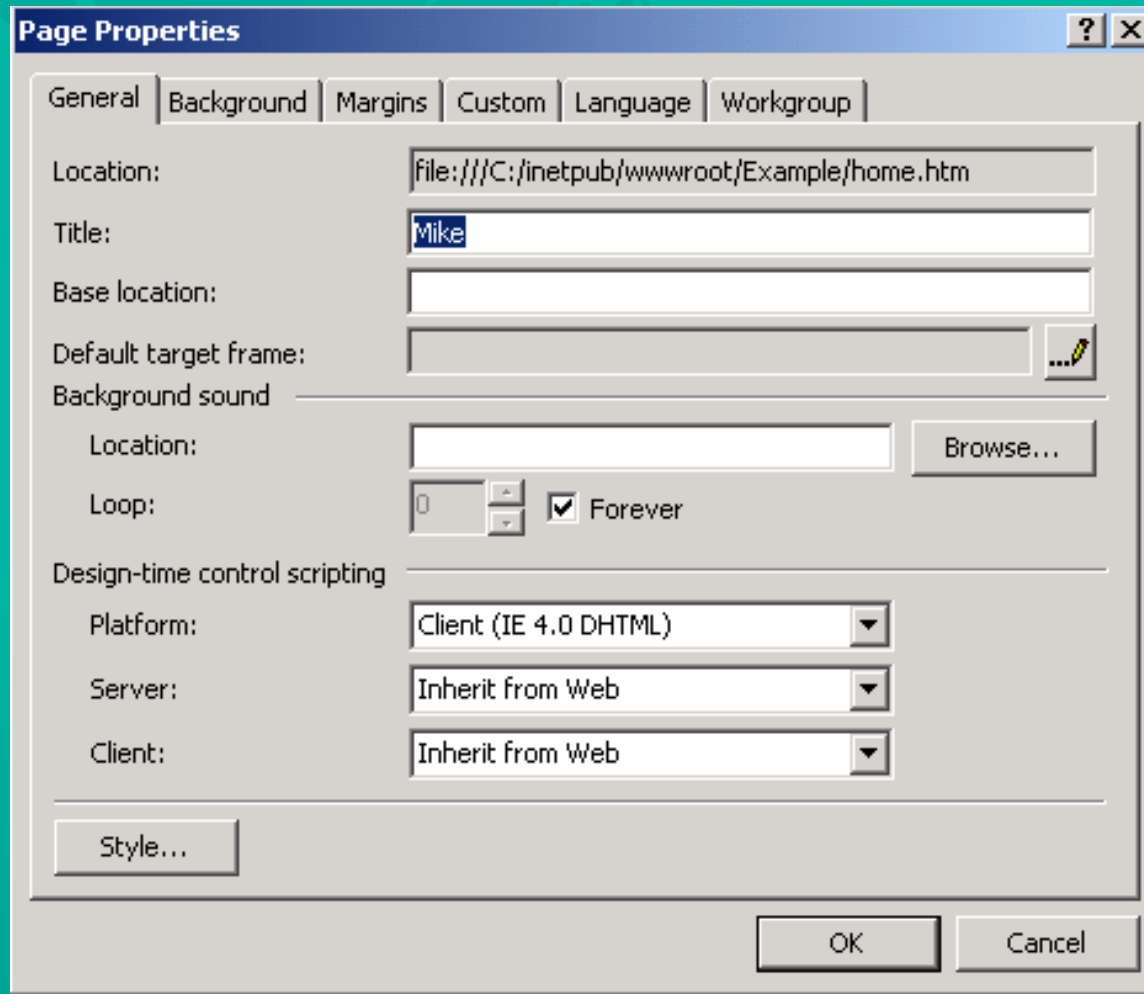 Page Properties
General Background Margins Custom Language Workgroup
Location: file:///C:/inetpub/wwwroot/Example/home.htm
Title: Mike
Base location:
Default target frame: ...
Background sound
Location: Browse...
Loop: 0 Forever
Design-time control scripting
Platform: Client (IE 4.0 DHTML)
Server: Inherit from Web
Client: Inherit from Web
Style...
OK Cancel